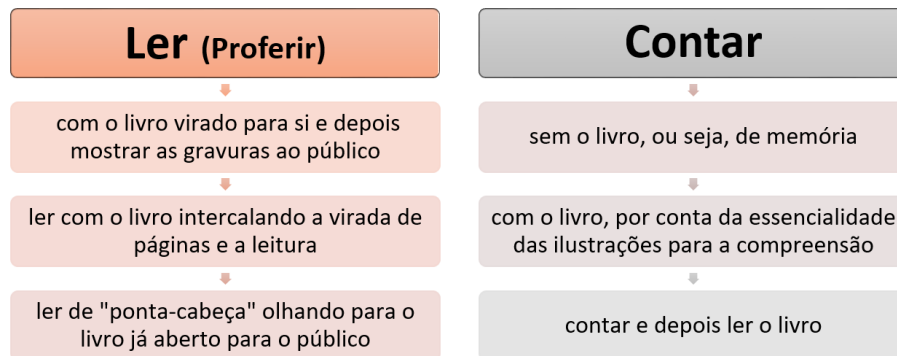 Ler (Proferir)
com o livro virado para si e depois
mostrar as gravuras ao público
ler com o livro intercalando a virada de
páginas e a leitura
ler de "ponta-cabeça" olhando para o
livro já aberto para o público
Contar
sem o livro, ou seja, de memória
com o livro, por conta da essencialidade
das ilustrações para a compreensão
contar e depois ler o livro